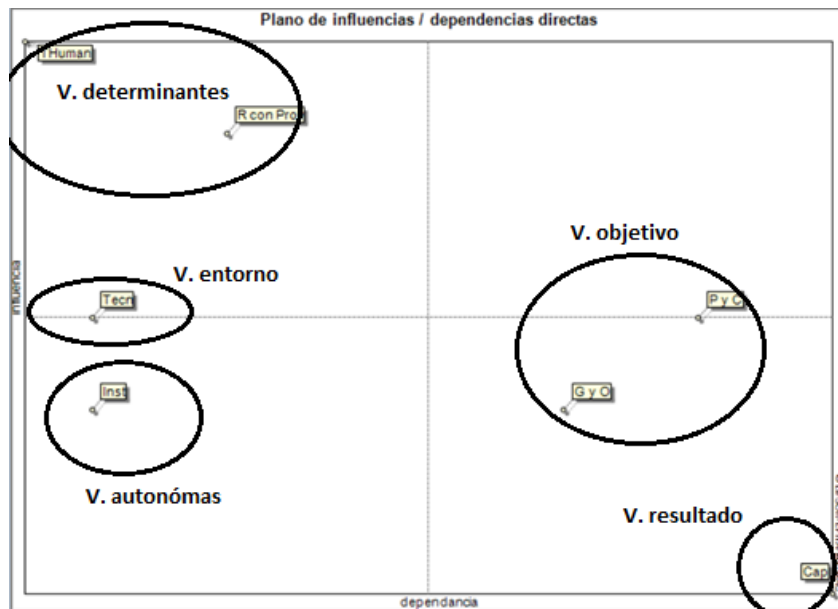 Plano de influencias / dependencias directas
Human
V. determinantes
R con Pro
V. objetivo
V. entorno
influencia
Tecn
P y C
Inst
G y O
V. autonómas
V. resultado
Cap
dependancia